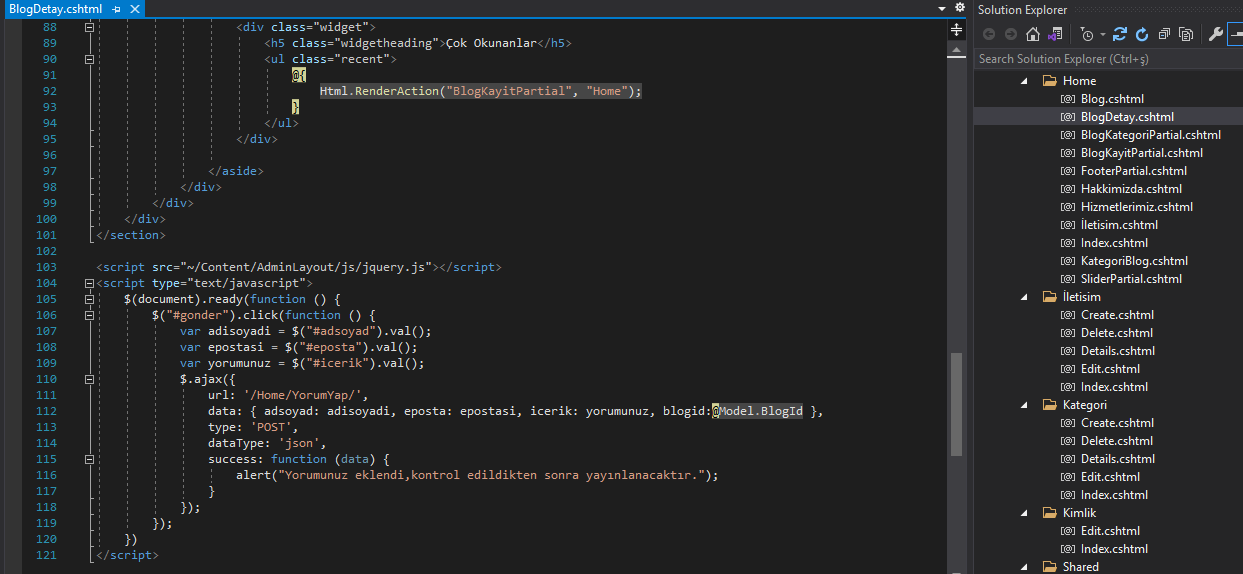 BlogDetay.cshtml
88 <div class="widget">
89 <h5 class="widgetheading">Çok Okunanlar</h5>
90 <ul class="recent">
91 @{
92 Html.RenderAction("BlogKayitPartial", "Home");
93 }
94 </ul>
95 </div>
96
97 </aside>
98 </div>
99 </div>
100 </div>
101 </section>
102
103 <script src="~/Content/AdminLayout/js/jquery.js"></script>
104 <script type="text/javascript">
105 $(document).ready(function () {
106 $("#gonder").click(function () {
107 var adisoyadi = $("#adsoyad").val();
108 var epostasi = $("#eposta").val();
109 var yorumunuz = $("#icerik").val();
110 $.ajax({
111 url: '/Home/YorumYap/',
112 data: { adsoyad: adisoyadi, eposta: epostasi, icerik: yorumunuz, blogid:@Model.BlogId },
113 type: 'POST',
114 dataType: 'json',
115 success: function (data) {
116 alert("Yorumunuz eklendi,kontrol edildikten sonra yayınlanacaktır.");
117 }
118 });
119 });
120 })
121 </script>
Solution Explorer
Search Solution Explorer (Ctrl+ş)
Home
Blog.cshtml
BlogDetay.cshtml
BlogKategoriPartial.cshtml
BlogKayitPartial.cshtml
FooterPartial.cshtml
Hakkimizda.cshtml
Hizmetlerimiz.cshtml
İletisim.cshtml
Index.cshtml
KategoriBlog.cshtml
SliderPartial.cshtml
İletisim
Create.cshtml
Delete.cshtml
Details.cshtml
Edit.cshtml
Index.cshtml
Kategori
Create.cshtml
Delete.cshtml
Details.cshtml
Edit.cshtml
Index.cshtml
Kimlik
Edit.cshtml
Index.cshtml
Shared